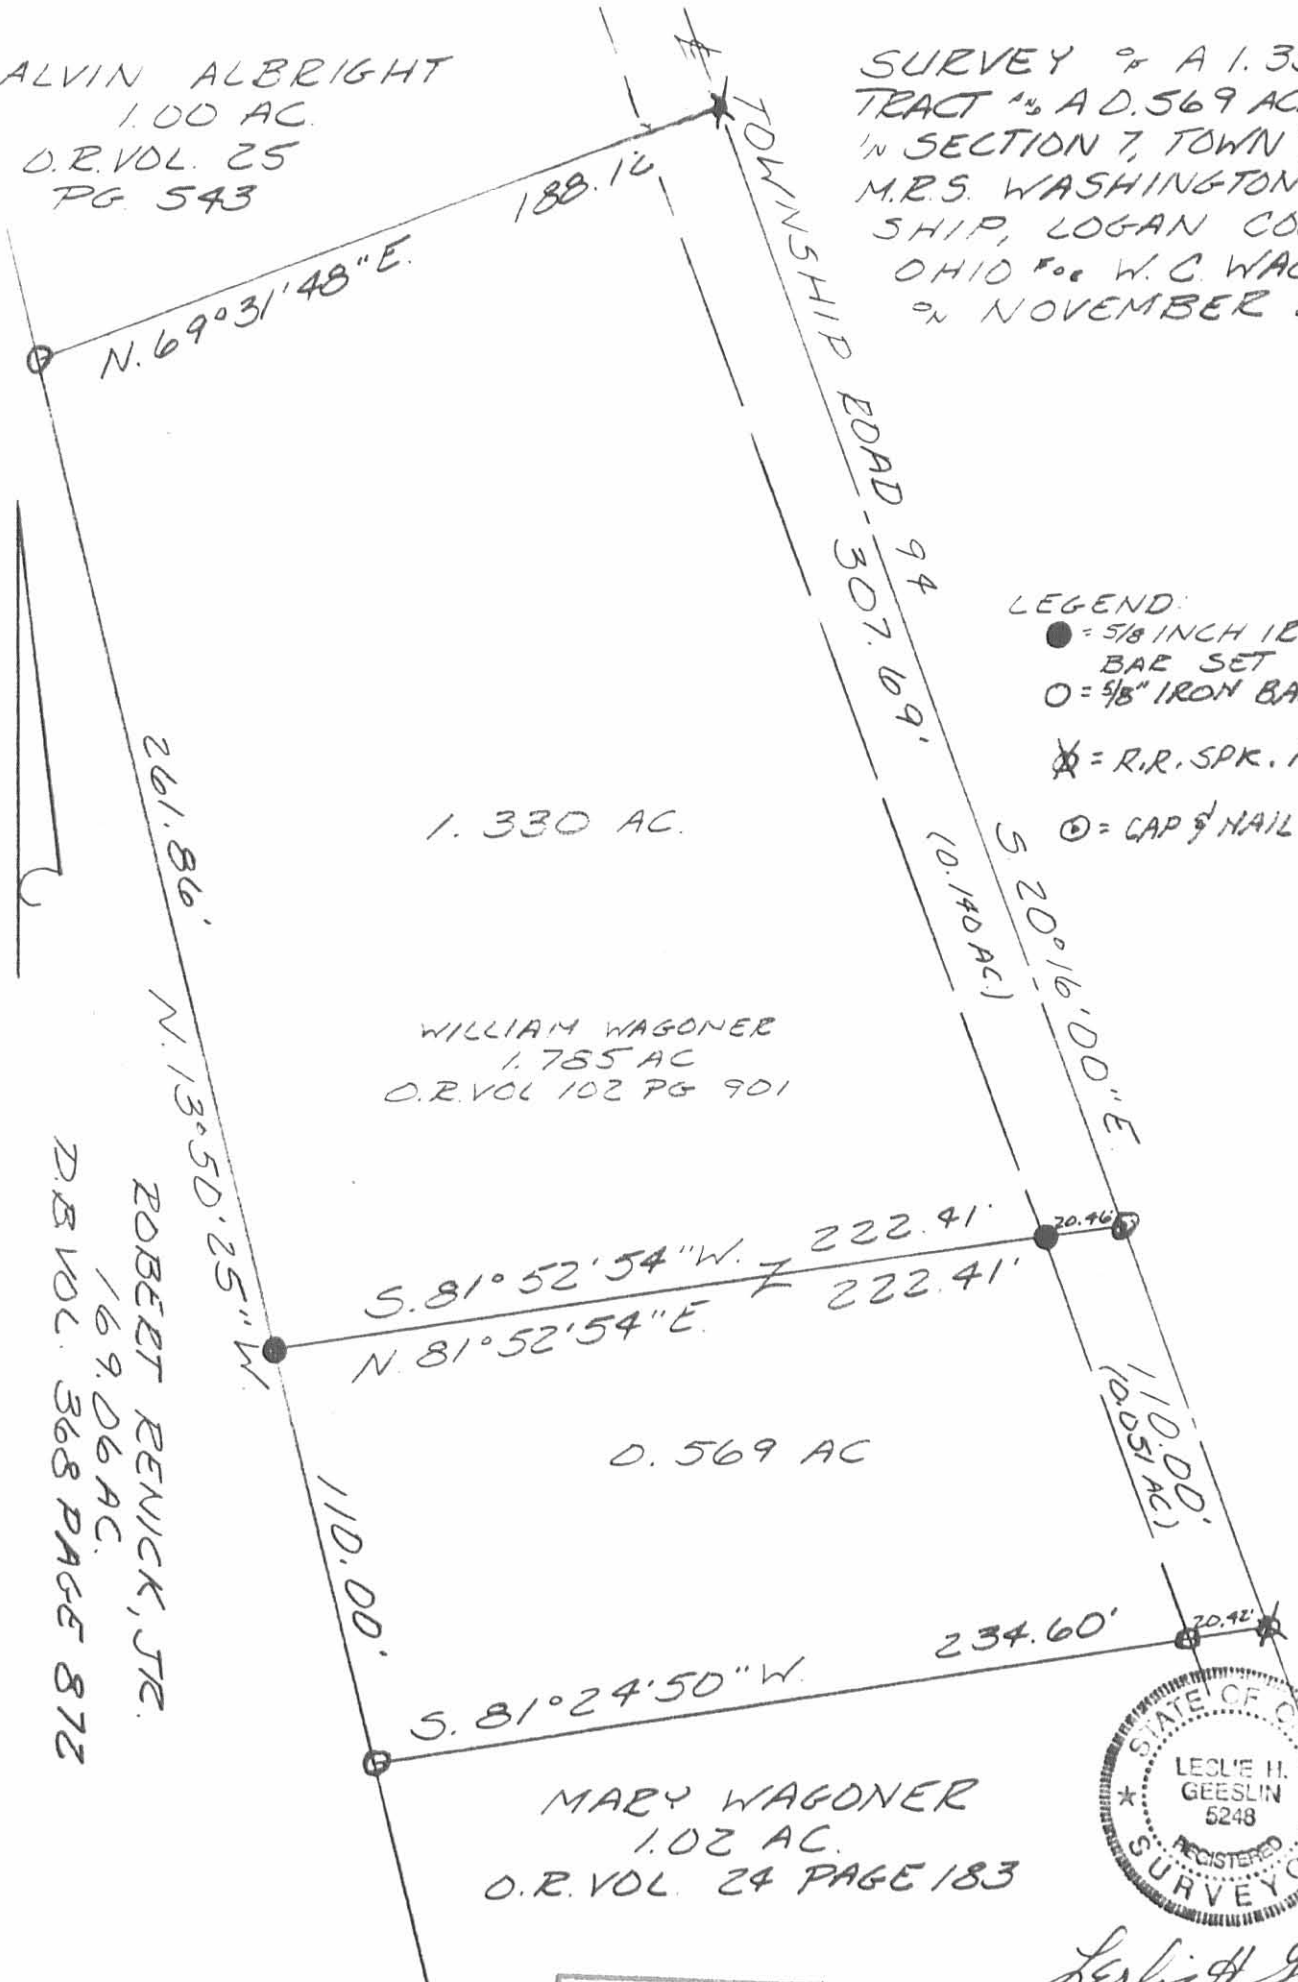 ALVIN ALBRIGHT
1.00 AC.
O.R. VOL. 25
PG. 543
SURVEY OF A 1.33
TRACT AND A 0.569 AC.
IN SECTION 7, TOWN
M.R.S. WASHINGTON
SHIP, LOGAN CO
OHIO FOR W. C. WAG
ON NOVEMBER
188.16
N. 69°31'48"E.
TOWNSHIP ROAD 94
307.69'
S 20°16'00"E.
(0.140 AC.)
LEGEND:
= 5/8 INCH IR
BAR SET
= 5/8" IRON BA
= R.R. SPK.
= CAP & NAIL
261.86'
N. 13°50'25"W.
1.330 AC.
WILLIAM WAGONER
1.785 AC
O.R. VOL 102 PG 901
ROBERT RENICK, JR.
169.06 AC.
D.B VOL. 368 PAGE 872
S. 81°52'54"W. 222.41'
20.46'
N. 81°52'54"E. 222.41'
0.569 AC
110.00'
(0.051 AC.)
110.00'
S. 81°24'50"W. 234.60'
20.42'
MARY WAGONER
1.02 AC.
O.R. VOL. 24 PAGE 183
STATE OF O
LESLIE H.
GEESLIN
5248
REGISTERED
SURVEYO
Leslie H G